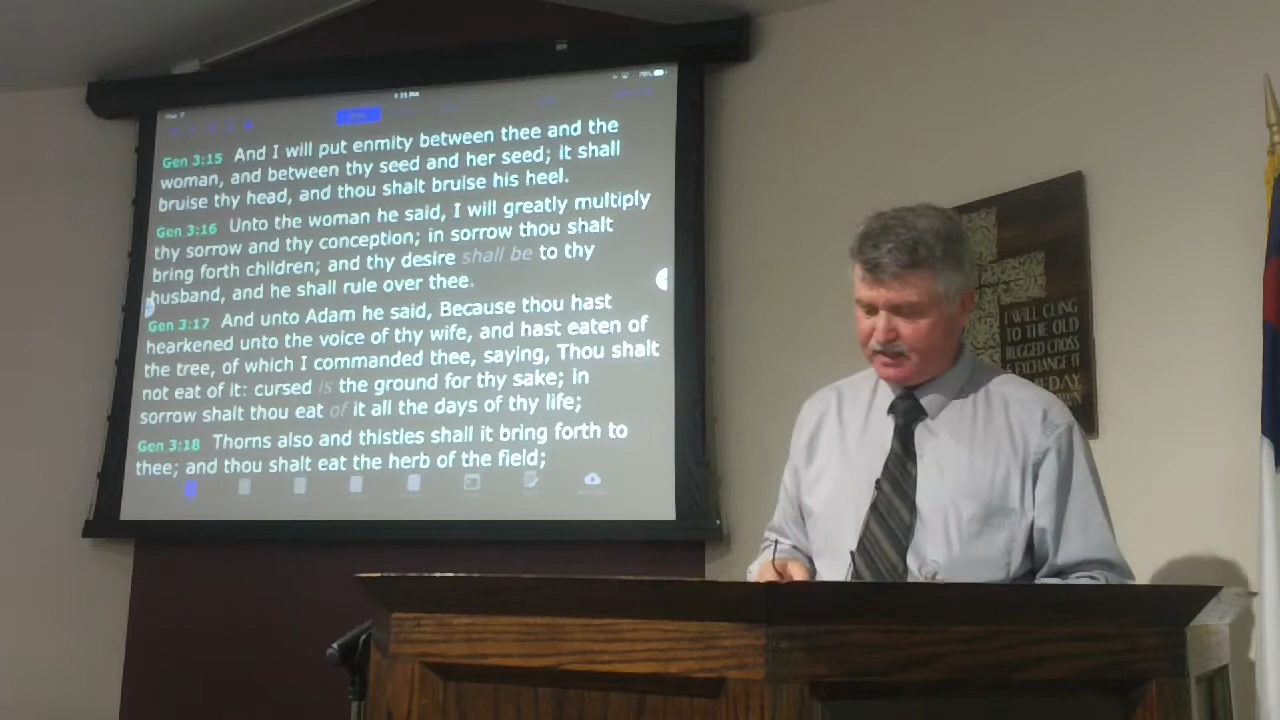 Gen 3:15 And I will put enmity between thee and the
woman, and between thy seed and her seed; it shall
bruise thy head, and thou shalt bruise his heel.
Gen 3:16 Unto the woman he said, I will greatly multiply
thy sorrow and thy conception; in sorrow thou shalt
bring forth children; and thy desire shall be to thy
husband, and he shall rule over thee.
Gen 3:17 And unto Adam he said, Because thou hast
hearkened unto the voice of thy wife, and hast eaten of
the tree, of which I commanded thee, saying, Thou shalt
not eat of it: cursed is the ground for thy sake; in
sorrow shalt thou eat of it all the days of thy life;
Gen 3:18 Thorns also and thistles shall it bring forth to
thee; and thou shalt eat the herb of the field;
I WILL CLING
TO THE OLD
RUGGED CROSS
EXCHANGE IT
DAY